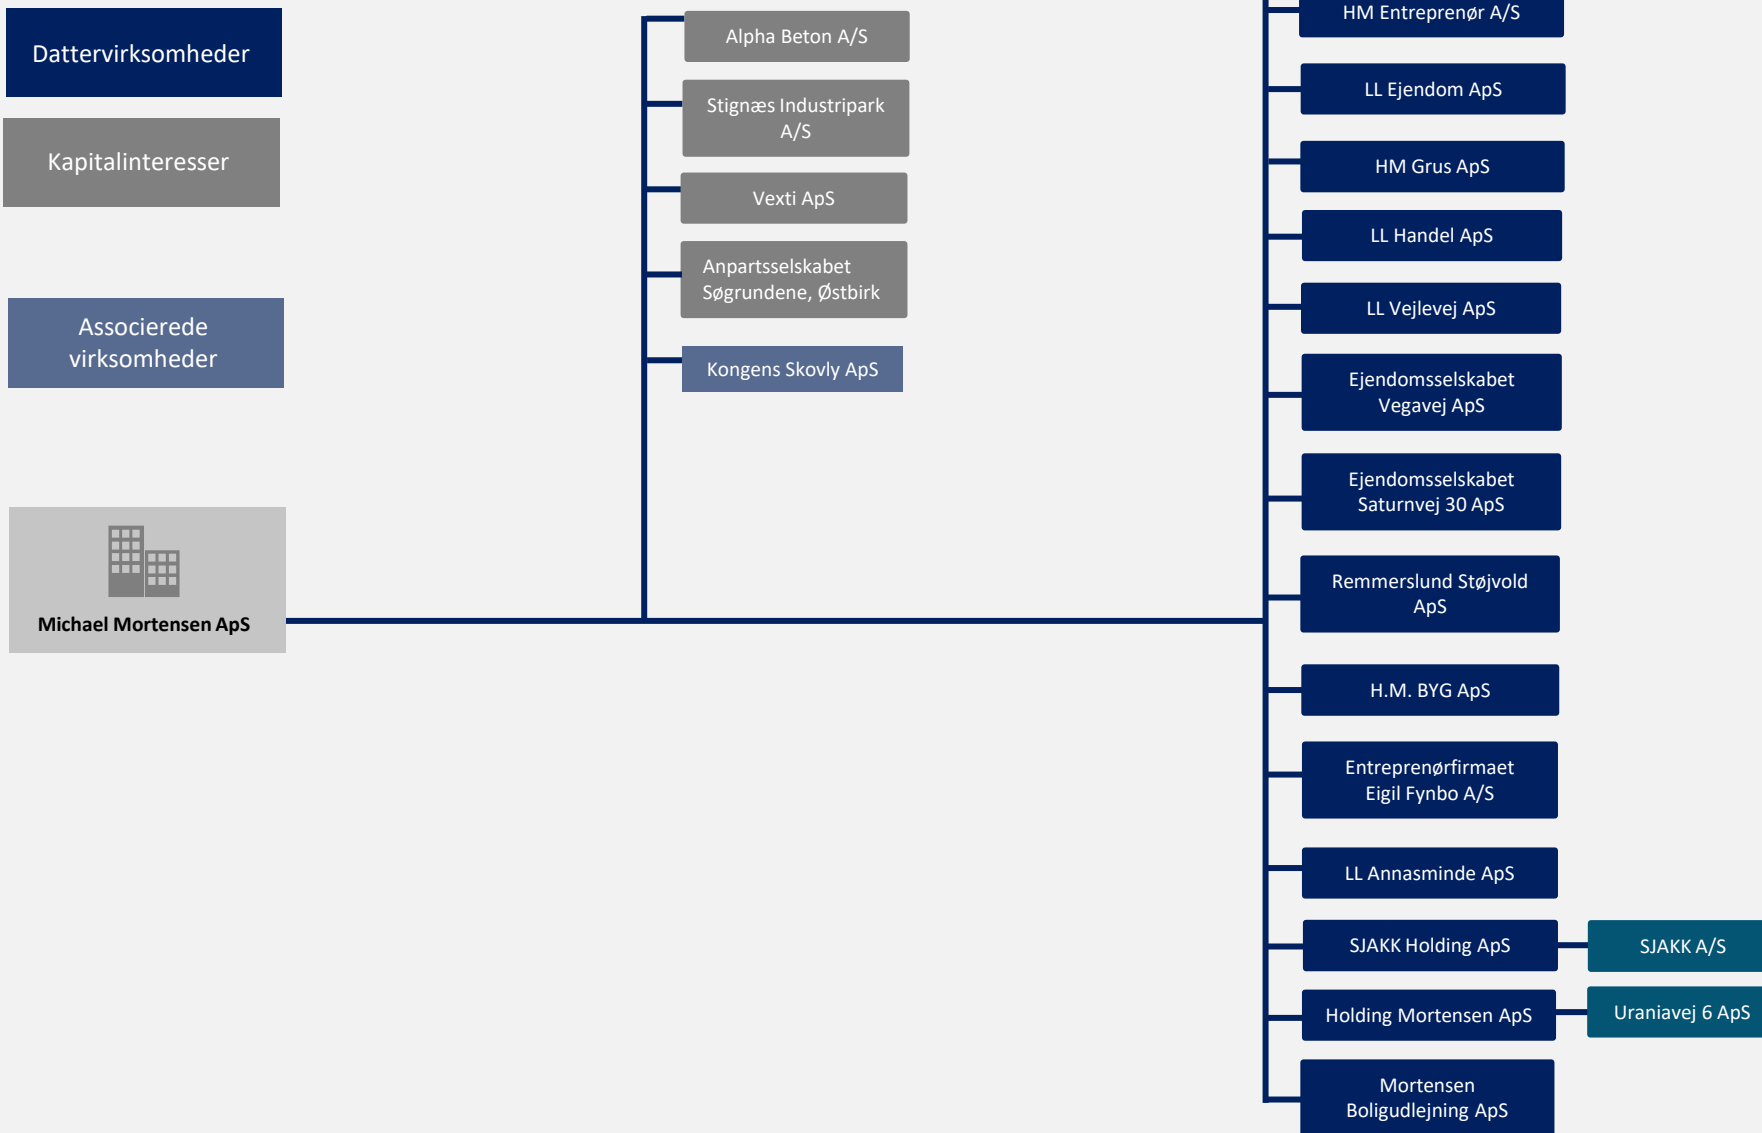 Dattervirksomheder
Kapitalinteresser
Associerede
virksomheder
Michael Mortensen ApS
Alpha Beton A/S
Stignæs Industripark
A/S
Vexti ApS
Anpartsselskabet
Søgrundene, Østbirk
Kongens Skovly ApS
HM Entreprenør A/S
LL Ejendom ApS
HM Grus ApS
LL Handel ApS
LL Vejlevej ApS
Ejendomsselskabet
Vegavej ApS
Ejendomsselskabet
Saturnvej 30 ApS
Remmerslund Støjvold
ApS
H.M. BYG ApS
Entreprenørfirmaet
Eigil Fynbo A/S
LL Annasminde ApS
SJAKK Holding ApS
SJAKK A/S
Holding Mortensen ApS
Uraniavej 6 ApS
Mortensen
Boligudlejning ApS